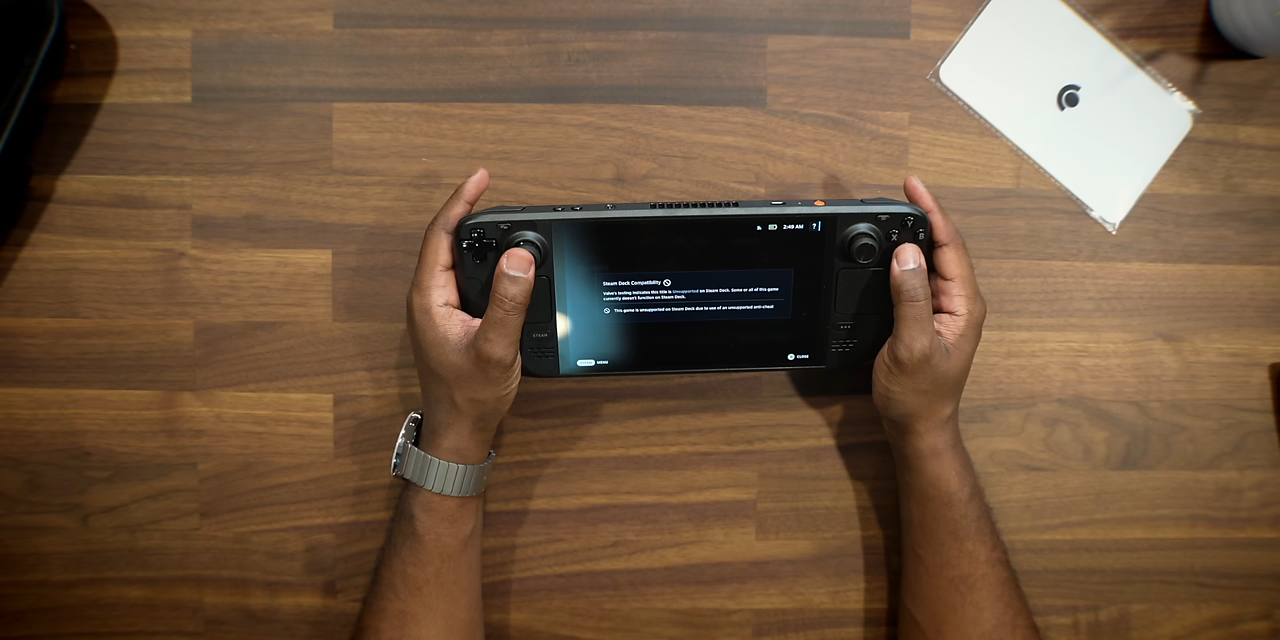 2:49 AM ?
Steam Deck Compatibility
Valve's testing indicates this title is Unsupported on Steam Deck. Some or all of this game
currently doesn't function on Steam Deck.
This game is unsupported on Steam Deck due to use of an unsupported anti-cheat
STEAM MENU
CLOSE
STEAM
X
Y
B